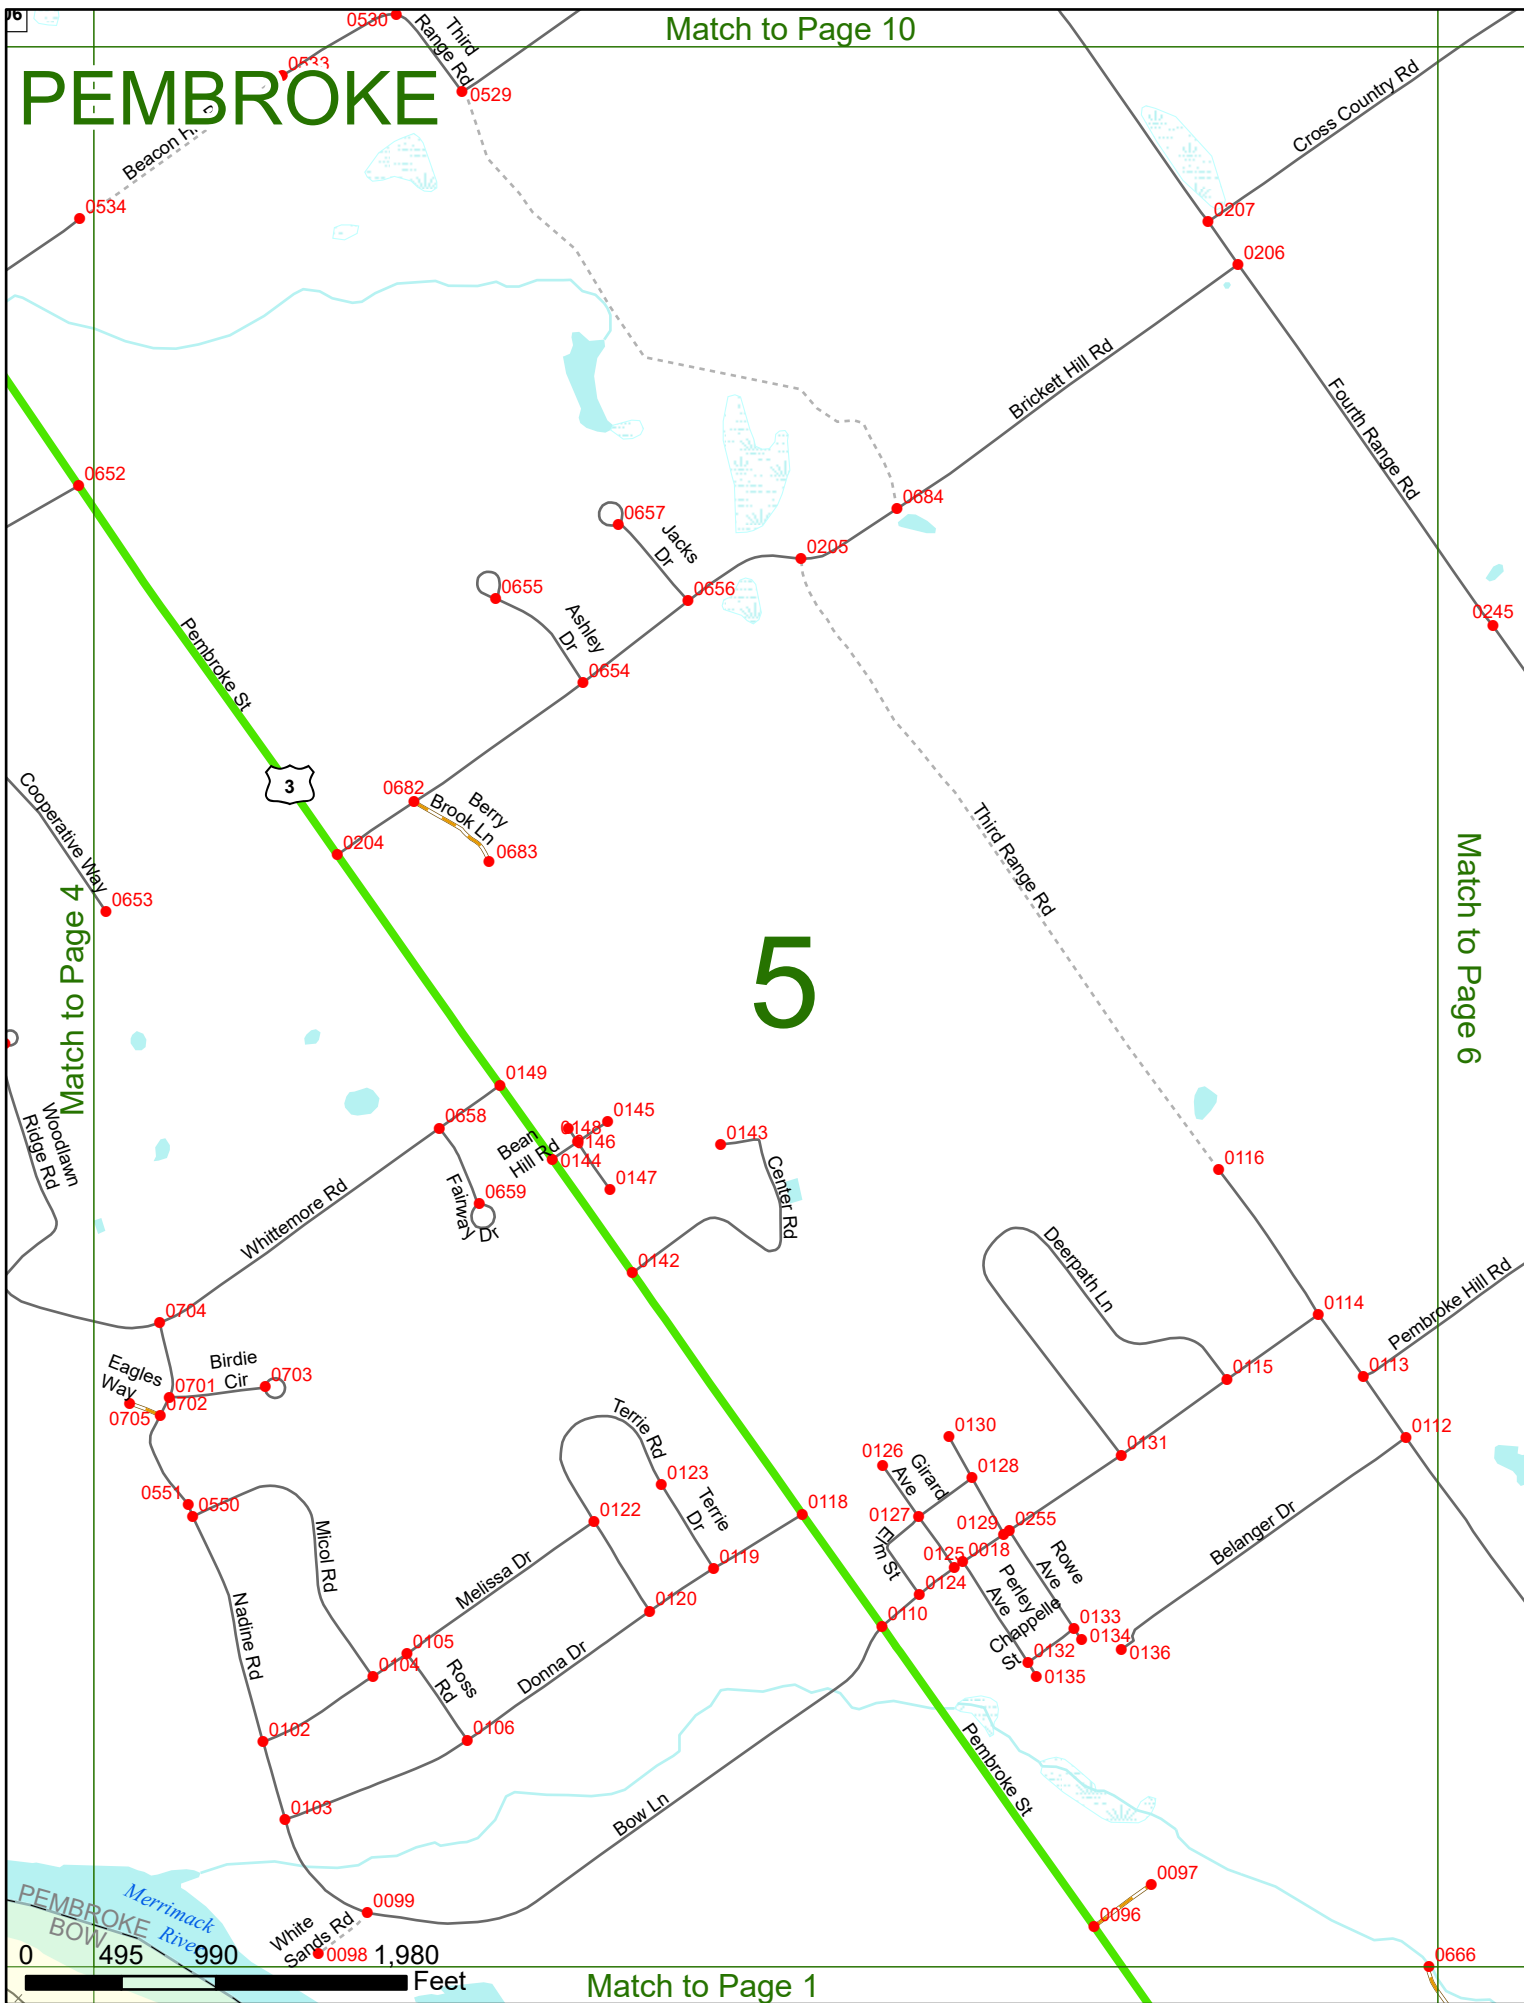 06
Match to Page 10
PEMBROKE
0530
Third
Range Rd
0533
0529
Cross Country Rd
0534
0207
0206
Brickett Hill Rd
Fourth Range Rd
0652
0684
0657
Jacks
Dr
0205
0655
0656
Ashley
Dr
0245
Pembroke St
0654
3
Cooperative Way
0682
Berry
Brook Ln
0683
0204
Third Range Rd
0653
Match to Page 4
Match to Page 6
5
0149
0658
0148
0145
0146
Bean
Hill Rd
0144
0143
0147
Woodlawn
Ridge Rd
0116
Whittemore Rd
Fairway Dr
0659
Center Rd
0142
Deerpath Ln
0704
0114
Pembroke Hill Rd
Eagles
Way
Birdie
Cir
0703
0701
0702
0705
0115
0113
Terrie Rd
0130
0112
0126
Girard
Ave
0131
0128
0123
0551
0550
0122
Terrie
Dr
0118
0127
0129
0255
Micol Rd
Melissa Dr
0119
Elm St
0125
0018
Rowe
Ave
Belanger Dr
0124
Perley
Ave
0120
0110
Nadine Rd
0105
0104
Ross
Rd
Donna Dr
Chappelle
St
0133
0134
0132
0136
0135
0102
0106
Pembroke St
0103
Bow Ln
0097
0099
0096
PEMBROKE
BOW
Merrimack
River
White
Sands Rd
0098
0666
0
495
990
1,980
Feet
Match to Page 1